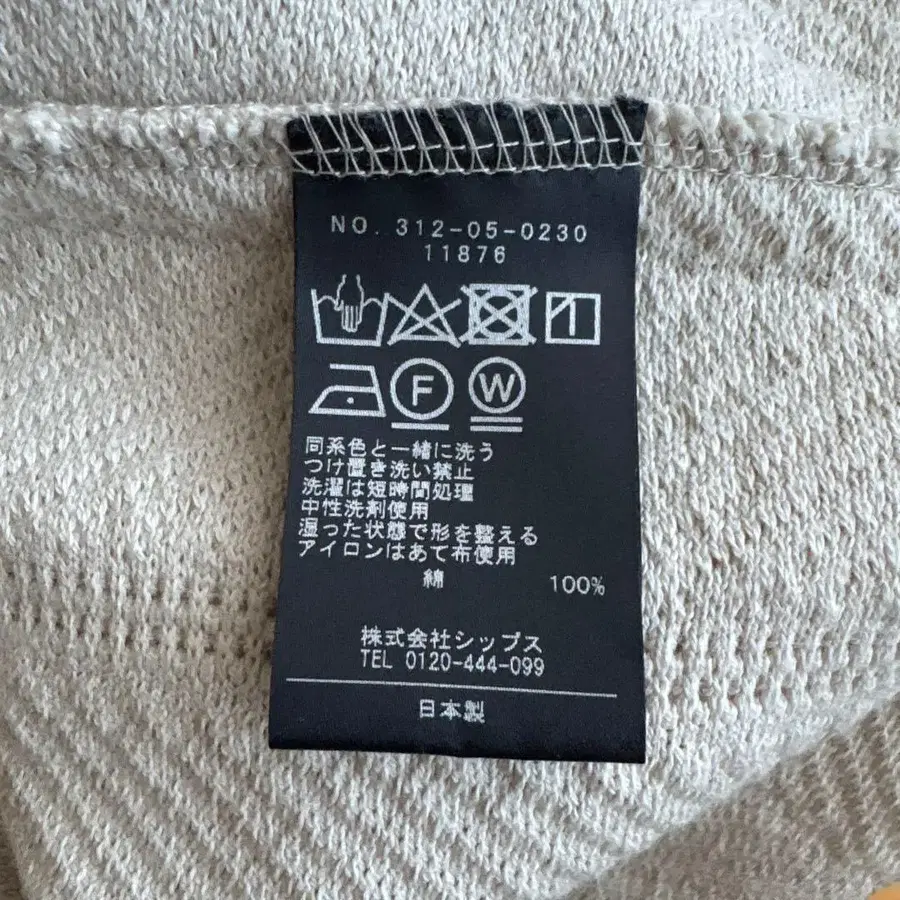 NO. 312-05-0230
11876
F W
同系色と一緒に洗う
つけ置き洗い禁止
洗濯は短時間処理
中性洗剤使用
湿った状態で形を整える
アイロンはあて布使用
綿 100%
株式会社シップス
TEL 0120-444-099
日本製